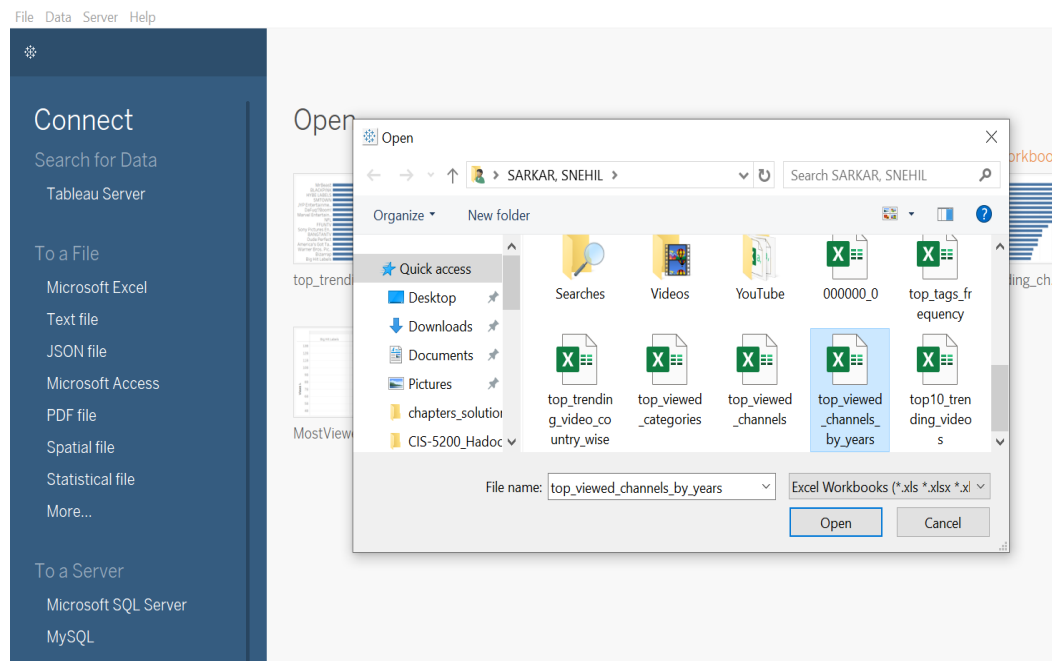 File Data Server Help
Connect
Search for Data
Tableau Server
To a File
Microsoft Excel
Text file
JSON file
Microsoft Access
PDF file
Spatial file
Statistical file
More...
To a Server
Microsoft SQL Server
MySQL
Open
top_trendi
MostViewe
orkboo
ding_ch
Open
SARKAR, SNEHIL
Search SARKAR, SNEHIL
Organize
New folder
Quick access
Desktop
Downloads
Documents
Pictures
chapters_solution
CIS-5200_Hadoc
Searches
Videos
YouTube
000000_0
top_tags_fr
equency
top_trendin
g_video_co
untry_wise
top_viewed
_categories
top_viewed
_channels
top_viewed
_channels_
by_years
top10_tren
ding_video
s
File name: top_viewed_channels_by_years
Excel Workbooks (*.xls *.xlsx *.xl
Open
Cancel